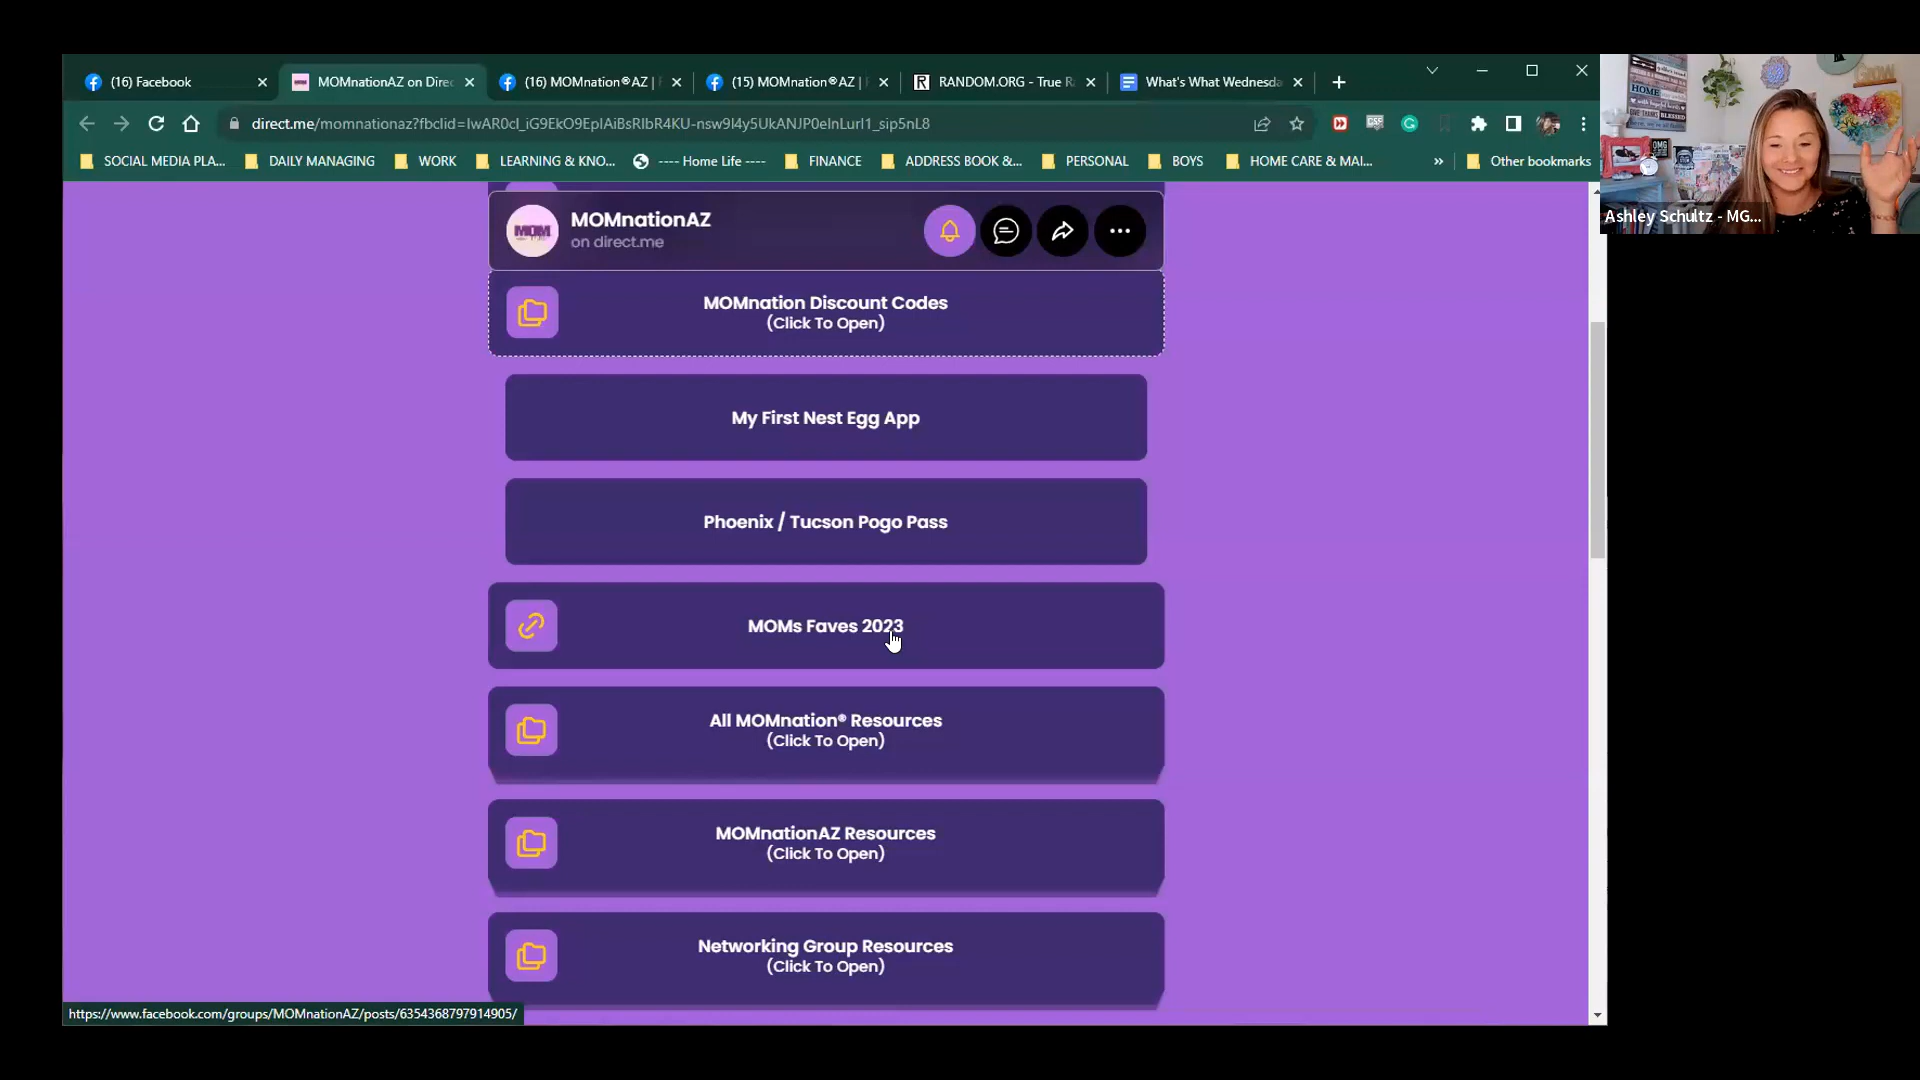 (16) Facebook
MOMnationAZ on Direc
(16) MOMnation®AZ |
(15) MOMnation®AZ |
RANDOM.ORG - True R
What's What Wednesda
direct.me/momnationaz?fbclid=
SOCIAL MEDIA PLA...
DAILY MANAGING
WORK
LEARNING & KNO...
---- Home Life ----
FINANCE
ADDRESS BOOK &...
PERSONAL
BOYS
HOME CARE & MAI...
»
Other bookmarks
HOME
BLESSED
GROW
Ashley Schultz - MG...
MOM
MOMnationAZ
on direct.me
MOMnation Discount Codes
(Click To Open)
My First Nest Egg App
Phoenix / Tucson Pogo Pass
MOMs Faves 2023
All MOMnation® Resources
(Click To Open)
MOMnationAZ Resources
(Click To Open)
Networking Group Resources
(Click To Open)
https://www.facebook.com/groups/MOMnationAZ/posts/6354368797914905/